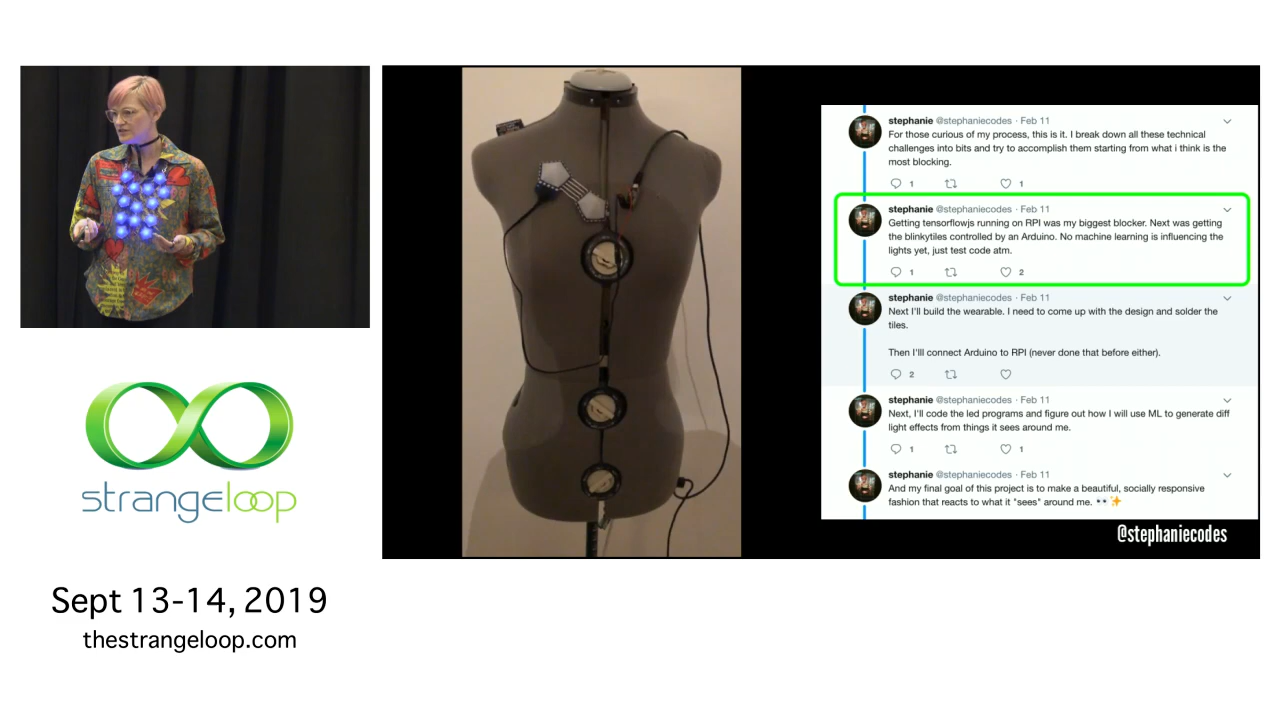 stephanie @stephaniecodes · Feb 11
For those curious of my process, this is it. I break down all these technical
challenges into bits and try to accomplish them starting from what i think is the
most blocking.
1 1
stephanie @stephaniecodes · Feb 11
Getting tensorflowjs running on RPI was my biggest blocker. Next was getting
the blinkytiles controlled by an Arduino. No machine learning is influencing the
lights yet, just test code atm.
1 2
stephanie @stephaniecodes · Feb 11
Next I'll build the wearable. I need to come up with the design and solder the
tiles.
Then I'lll connect Arduino to RPI (never done that before either).
2
stephanie @stephaniecodes · Feb 11
Next, I'll code the led programs and figure out how I will use ML to generate diff
light effects from things it sees around me.
1 1
stephanie @stephaniecodes · Feb 11
And my final goal of this project is to make a beautiful, socially responsive
fashion that reacts to what it "sees" around me. 👀✨
@stephaniecodes
strangeloop
Sept 13-14, 2019
thestrangeloop.com